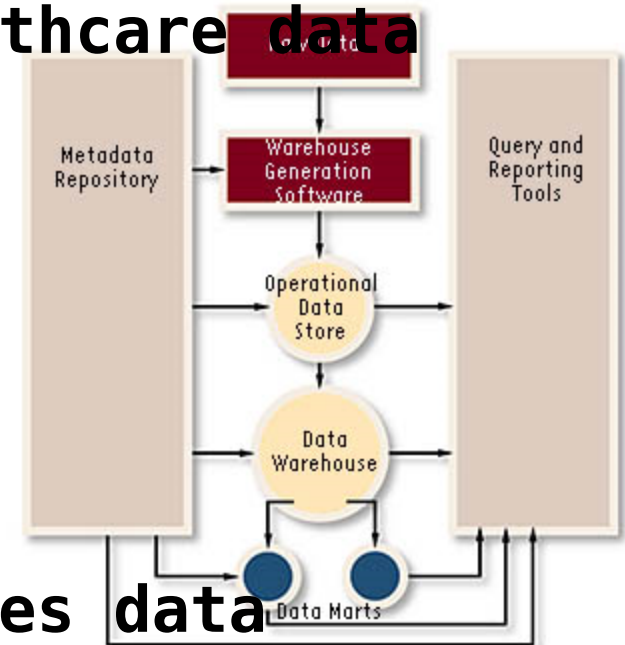 thcare data
Metadata
Repository
Warehouse
Generation
Software
Query and
Reporting
Tools
Operational
Data
Store
Data
Warehouse
es data
Data Marts